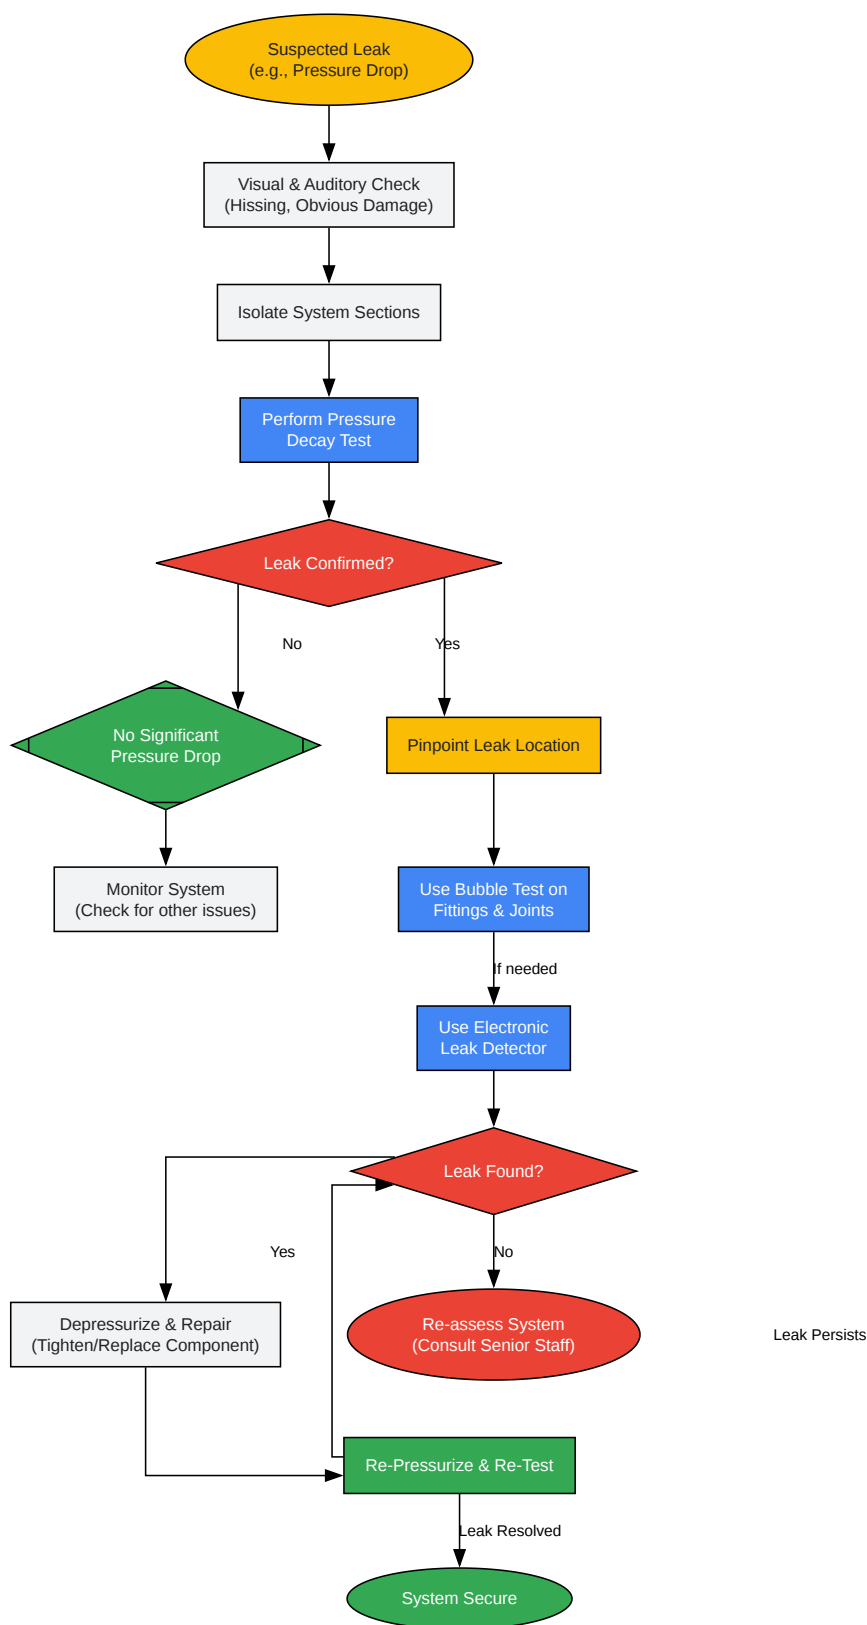 Suspected Leak
(e.g., Pressure Drop)
Visual & Auditory Check
(Hissing, Obvious Damage)
Isolate System Sections
Perform Pressure
Decay Test
Leak Confirmed?
No
Yes
No Significant
Pressure Drop
Pinpoint Leak Location
Monitor System
(Check for other issues)
Use Bubble Test on
Fittings & Joints
If needed
Use Electronic
Leak Detector
Leak Found?
Yes
No
Depressurize & Repair
(Tighten/Replace Component)
Re-assess System
(Consult Senior Staff)
Leak Persists
Re-Pressurize & Re-Test
Leak Resolved
System Secure